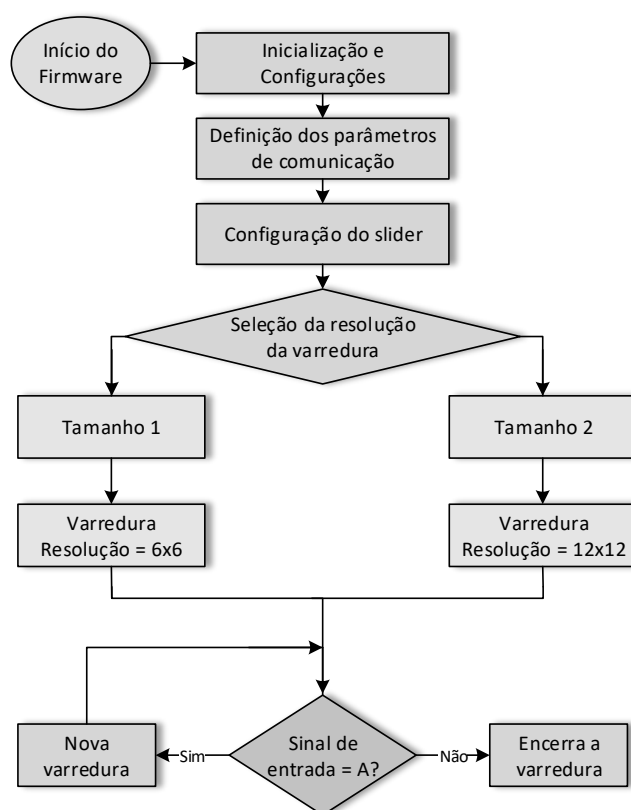 Início do
Firmware
Inicialização e
Configurações
Definição dos parâmetros
de comunicação
Configuração do slider
Seleção da resolução
da varredura
Tamanho 1
Tamanho 2
Varredura
Resolução = 6x6
Varredura
Resolução = 12x12
Nova
varredura
Sim
Sinal de
entrada = A?
Não
Encerra a
varredura